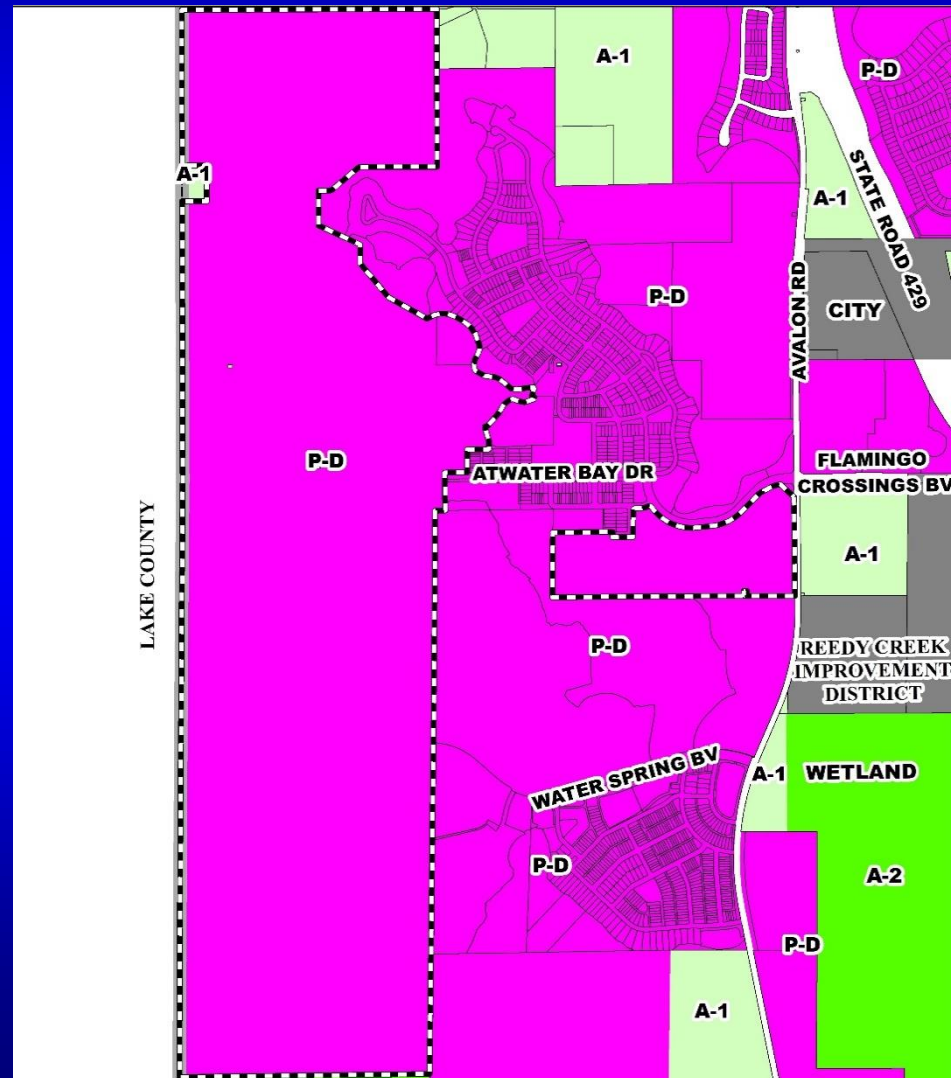 A-1
P-D
A-1
STATE ROAD 429
A-1
P-D
AVALON RD
CITY
P-D
ATWATER BAY DR
FLAMINGO
CROSSINGS BV
LAKE COUNTY
A-1
P-D
REEDY CREEK
IMPROVEMENT
DISTRICT
WATER SPRING BV
A-1
WETLAND
P-D
A-2
P-D
A-1